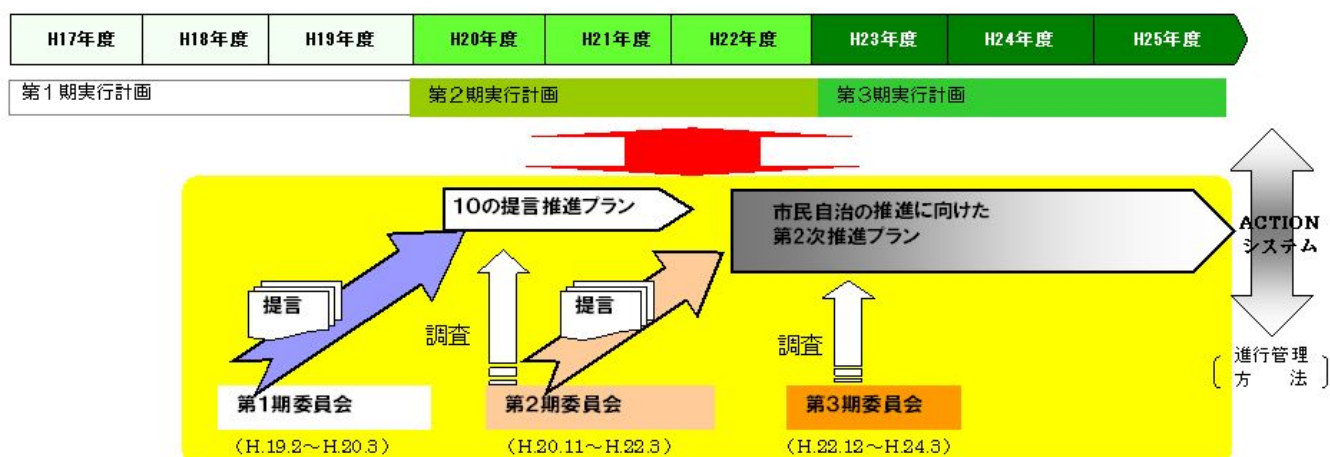 H17年度 H18年度 H19年度 H20年度 H21年度 H22年度 H23年度 H24年度 H25年度
第1期実行計画 第2期実行計画 第3期実行計画
10の提言推進プラン
市民自治の推進に向けた
第2次推進プラン
ACTION
システム
提言
提言
調査
調査
進行管理
方 法
第1期委員会
第2期委員会
第3期委員会
(H.19.2～H.20.3)
(H.20.11～H.22.3)
(H.22.12～H.24.3)